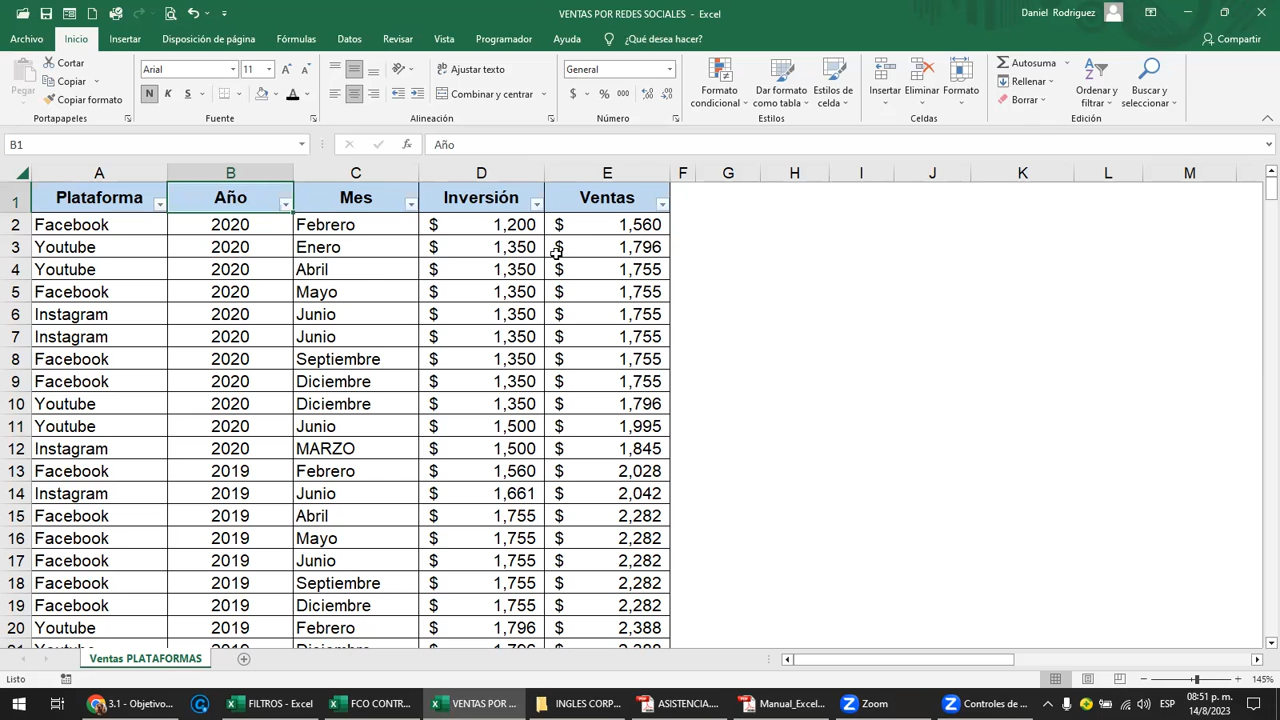 VENTAS POR REDES SOCIALES - Excel
Daniel Rodriguez
Archivo Inicio Insertar Disposición de página Fórmulas Datos Revisar Vista Programador Ayuda ¿Qué desea hacer? Compartir
Pegar
Cortar
Copiar
Copiar formato
Portapapeles
Arial 11
N K S
Fuente
Ajustar texto
Combinar y centrar
Alineación
General
$ % 000
Número
Formato condicional
Dar formato como tabla
Estilos de celda
Estilos
Insertar
Eliminar
Formato
Celdas
Autosuma
Rellenar
Borrar
Ordenar y filtrar
Buscar y seleccionar
Edición
B1 fx Año
A B C D E F G H I J K L M
1 Plataforma Año Mes Inversión Ventas
2 Facebook 2020 Febrero $ 1,200 $ 1,560
3 Youtube 2020 Enero $ 1,350 $ 1,796
4 Youtube 2020 Abril $ 1,350 $ 1,755
5 Facebook 2020 Mayo $ 1,350 $ 1,755
6 Instagram 2020 Junio $ 1,350 $ 1,755
7 Instagram 2020 Junio $ 1,350 $ 1,755
8 Facebook 2020 Septiembre $ 1,350 $ 1,755
9 Facebook 2020 Diciembre $ 1,350 $ 1,755
10 Youtube 2020 Diciembre $ 1,350 $ 1,796
11 Youtube 2020 Junio $ 1,500 $ 1,995
12 Instagram 2020 MARZO $ 1,500 $ 1,845
13 Facebook 2019 Febrero $ 1,560 $ 2,028
14 Instagram 2019 Junio $ 1,661 $ 2,042
15 Facebook 2019 Abril $ 1,755 $ 2,282
16 Facebook 2019 Mayo $ 1,755 $ 2,282
17 Facebook 2019 Junio $ 1,755 $ 2,282
18 Facebook 2019 Septiembre $ 1,755 $ 2,282
19 Facebook 2019 Diciembre $ 1,755 $ 2,282
20 Youtube 2019 Febrero $ 1,796 $ 2,388
Ventas PLATAFORMAS
Listo
145%
3.1 - Objetivo... FILTROS - Excel FCO CONTR... VENTAS POR ... INGLES CORP... ASISTENCIA.... Manual_Exce... Zoom Controles de ... ESP 08:51 p. m.
14/8/2023